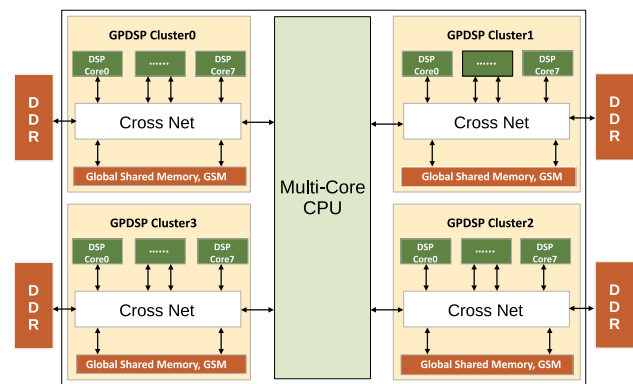 GPDSP Cluster0
DSP
Core0
......
DSP
Core7
Cross Net
Global Shared Memory, GSM
D
D
R
GPDSP Cluster1
DSP
Core0
......
DSP
Core7
Cross Net
Global Shared Memory, GSM
D
D
R
Multi-Core
CPU
GPDSP Cluster3
DSP
Core0
......
DSP
Core7
Cross Net
Global Shared Memory, GSM
D
D
R
GPDSP Cluster2
DSP
Core0
......
DSP
Core7
Cross Net
Global Shared Memory, GSM
D
D
R